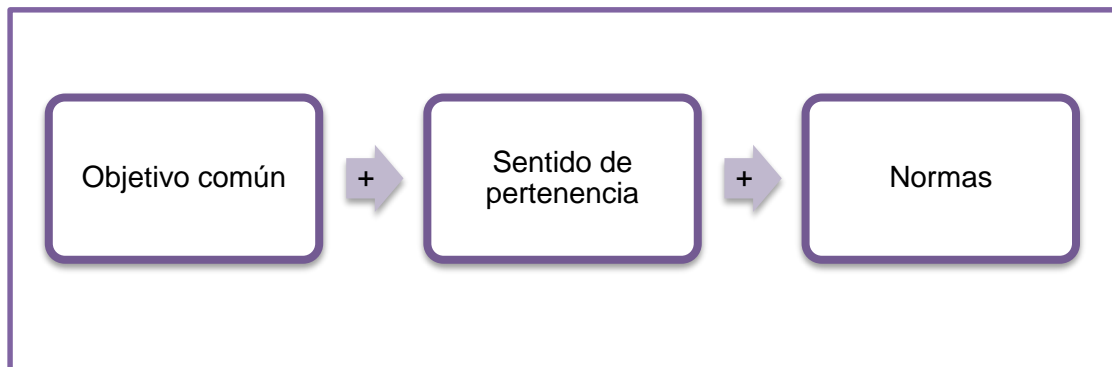 Objetivo común
+
Sentido de
pertenencia
+
Normas